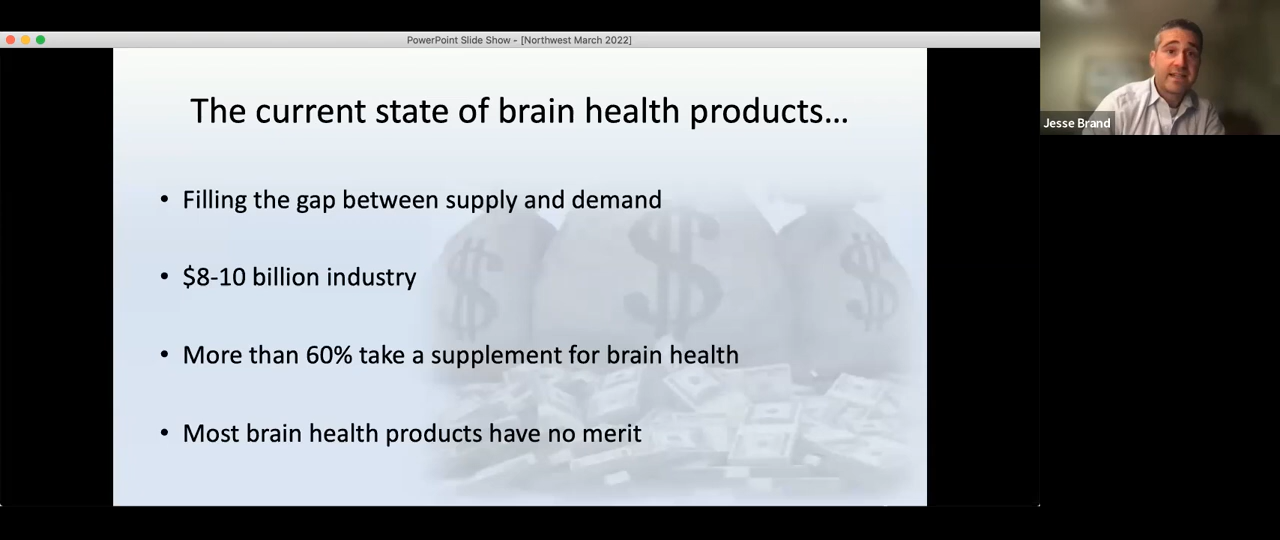 PowerPoint Slide Show - [Northwest March 2022]
The current state of brain health products…
• Filling the gap between supply and demand
• $8-10 billion industry
• More than 60% take a supplement for brain health
• Most brain health products have no merit
$ $ $
Jesse Brand